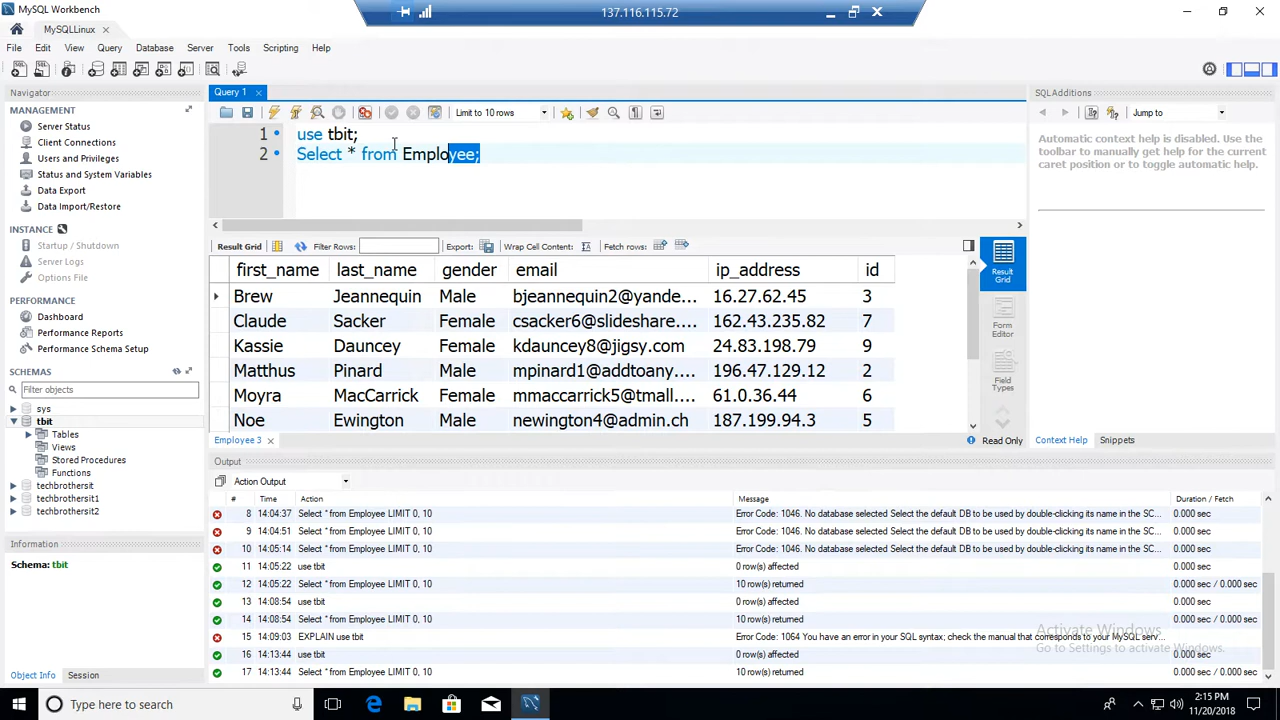 MySQL Workbench
137.116.115.72
MySQLLinux
File Edit View Query Database Server Tools Scripting Help
Navigator
MANAGEMENT
Server Status
Client Connections
Users and Privileges
Status and System Variables
Data Export
Data Import/Restore
INSTANCE
Startup / Shutdown
Server Logs
Options File
PERFORMANCE
Dashboard
Performance Reports
Performance Schema Setup
SCHEMAS
Filter objects
sys
tbit
Tables
Views
Stored Procedures
Functions
techbrothersit
techbrothersit1
techbrothersit2
Information
Schema: tbit
Object Info Session
Query 1
Limit to 10 rows
1 use tbit;
2 Select * from Employee;
Result Grid Filter Rows: Export: Wrap Cell Content: Fetch rows:
first_name last_name gender email ip_address id
Brew Jeannequin Male bjeannequin2@yande... 16.27.62.45 3
Claude Sacker Female csacker6@slideshare.... 162.43.235.82 7
Kassie Dauncey Female kdauncey8@jigsy.com 24.83.198.79 9
Matthus Pinard Male mpinard1@addtoany.... 196.47.129.12 2
Moyra MacCarrick Female mmaccarrick5@tmall.... 61.0.36.44 6
Noe Ewington Male newington4@admin.ch 187.199.94.3 5
Result Grid
Form Editor
Field Types
Employee 3
Read Only
SQLAdditions
Jump to
Automatic context help is disabled. Use the
toolbar to manually get help for the current
caret position or to toggle automatic help.
Context Help Snippets
Output
Action Output
# Time Action Message Duration / Fetch
8 14:04:37 Select * from Employee LIMIT 0, 10 Error Code: 1046. No database selected Select the default DB to be used by double-clicking its name in the SC... 0.000 sec
9 14:04:51 Select * from Employee LIMIT 0, 10 Error Code: 1046. No database selected Select the default DB to be used by double-clicking its name in the SC... 0.000 sec
10 14:05:14 Select * from Employee LIMIT 0, 10 Error Code: 1046. No database selected Select the default DB to be used by double-clicking its name in the SC... 0.000 sec
11 14:05:22 use tbit 0 row(s) affected 0.000 sec
12 14:05:22 Select * from Employee LIMIT 0, 10 10 row(s) returned 0.000 sec / 0.000 sec
13 14:08:54 use tbit 0 row(s) affected 0.000 sec
14 14:08:54 Select * from Employee LIMIT 0, 10 10 row(s) returned 0.000 sec / 0.000 sec
15 14:09:03 EXPLAIN use tbit Error Code: 1064 You have an error in your SQL syntax; check the manual that corresponds to your MySQL serv... 0.000 sec
16 14:13:44 use tbit 0 row(s) affected 0.000 sec
17 14:13:44 Select * from Employee LIMIT 0, 10 10 row(s) returned 0.000 sec / 0.000 sec
Activate Windows
Go to Settings to activate Windows.
Type here to search
2:15 PM
11/20/2018